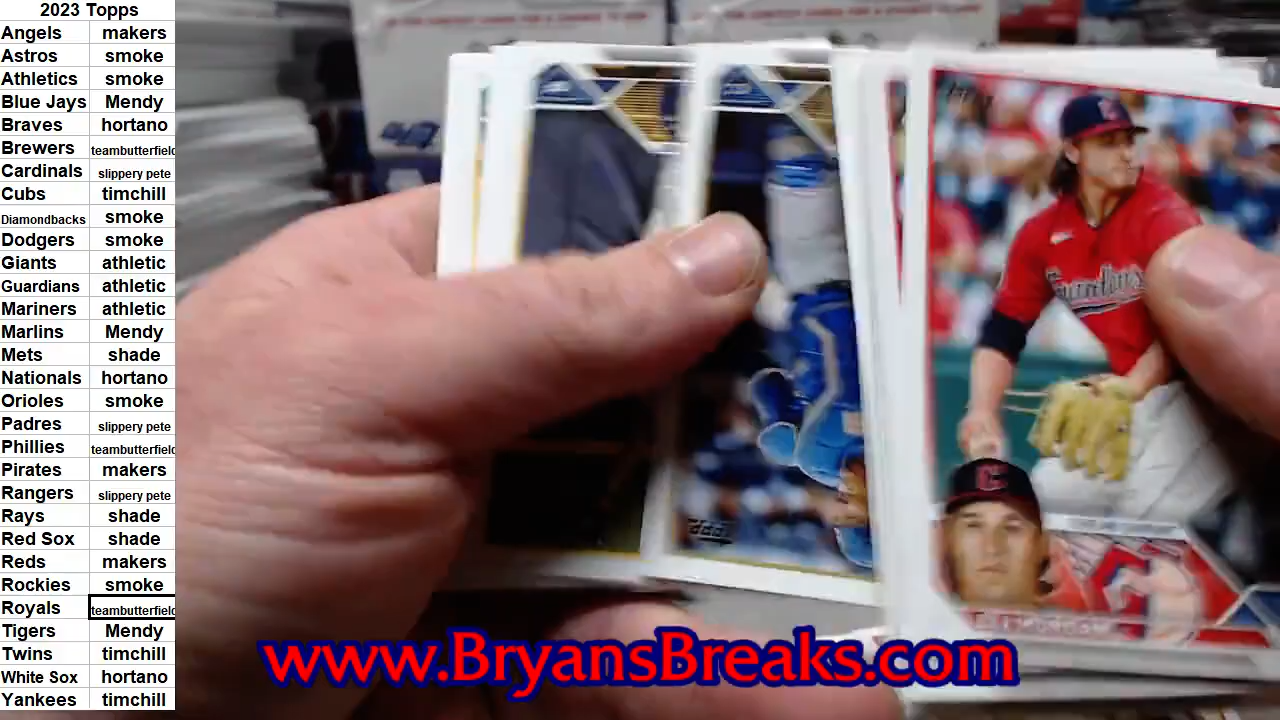 2023 Topps
Angels makers
Astros smoke
Athletics smoke
Blue Jays Mendy
Braves hortano
Brewers teambutterfield
Cardinals slippery pete
Cubs timchill
Diamondbacks smoke
Dodgers smoke
Giants athletic
Guardians athletic
Mariners athletic
Marlins Mendy
Mets shade
Nationals hortano
Orioles smoke
Padres slippery pete
Phillies teambutterfield
Pirates makers
Rangers slippery pete
Rays shade
Red Sox shade
Reds makers
Rockies smoke
Royals teambutterfield
Tigers Mendy
Twins timchill
White Sox hortano
Yankees timchill
Guardians
C
www.BryansBreaks.com